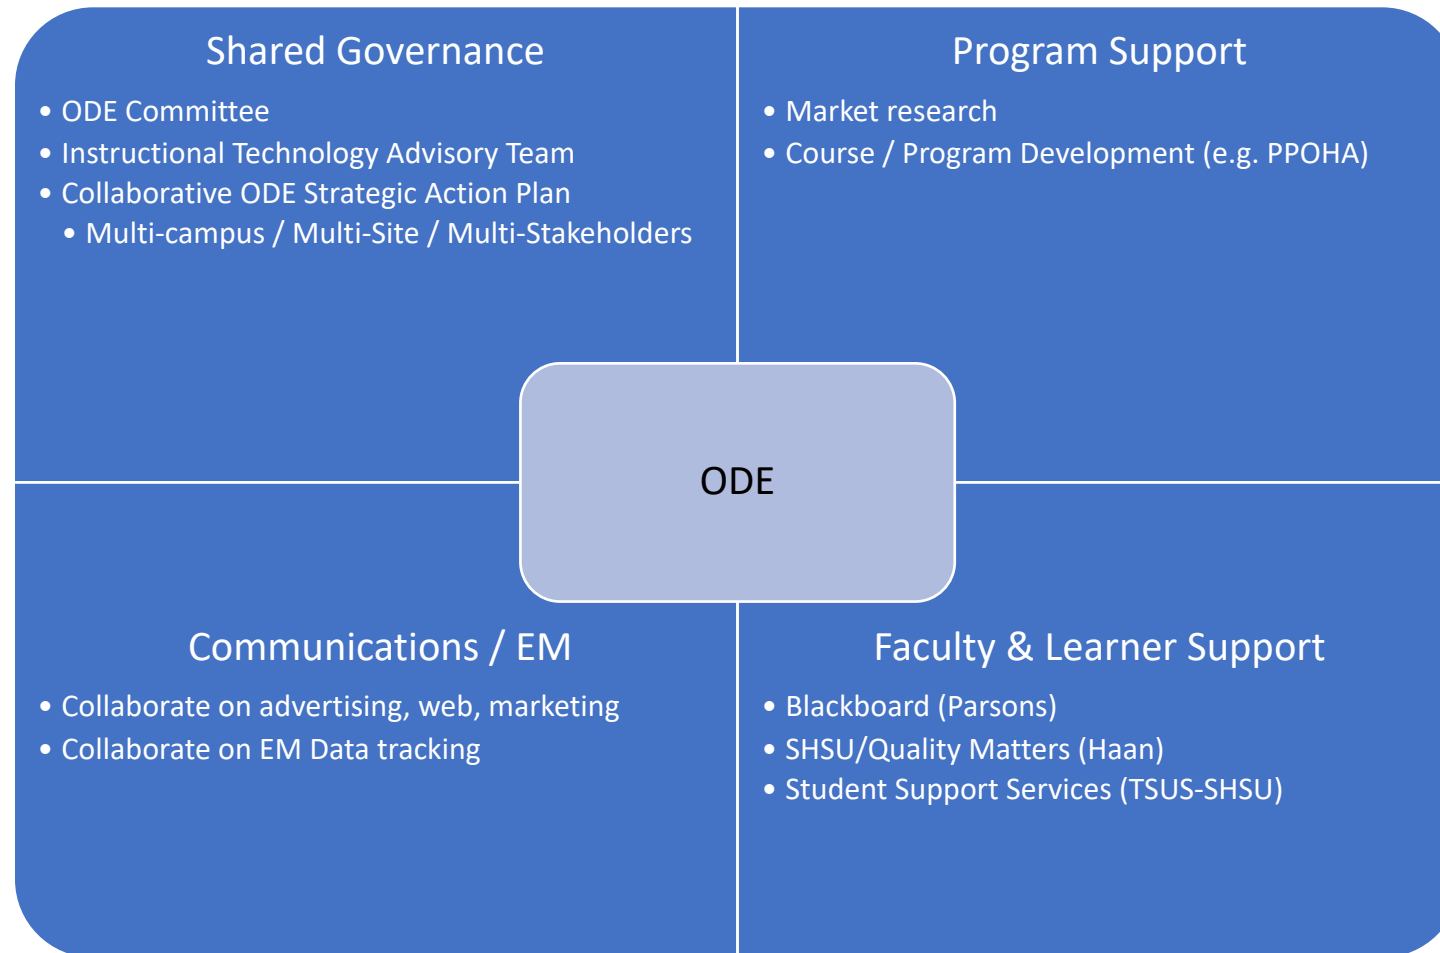 Shared Governance
• ODE Committee
• Instructional Technology Advisory Team
• Collaborative ODE Strategic Action Plan
• Multi-campus / Multi-Site / Multi-Stakeholders
Program Support
• Market research
• Course / Program Development (e.g. PPOHA)
ODE
Communications / EM
• Collaborate on advertising, web, marketing
• Collaborate on EM Data tracking
Faculty & Learner Support
• Blackboard (Parsons)
• SHSU/Quality Matters (Haan)
• Student Support Services (TSUS-SHSU)